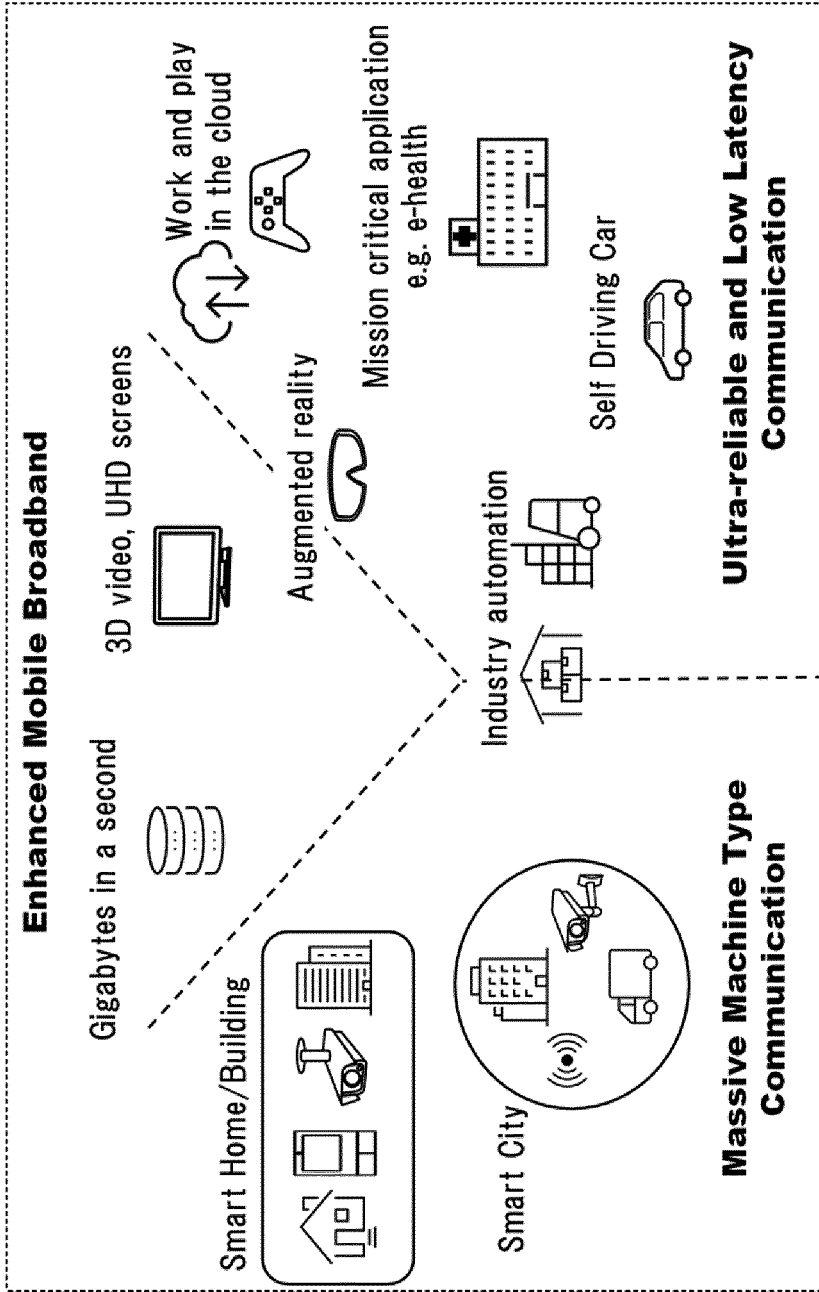 Enhanced Mobile Broadband
Gigabytes in a second
3D video, UHD screens
Work and play
in the cloud
Smart Home/Building
Augmented reality
Mission critical application
e.g. e-health
Smart City
Industry automation
Self Driving Car
Massive Machine Type
Communication
Ultra-reliable and Low Latency
Communication